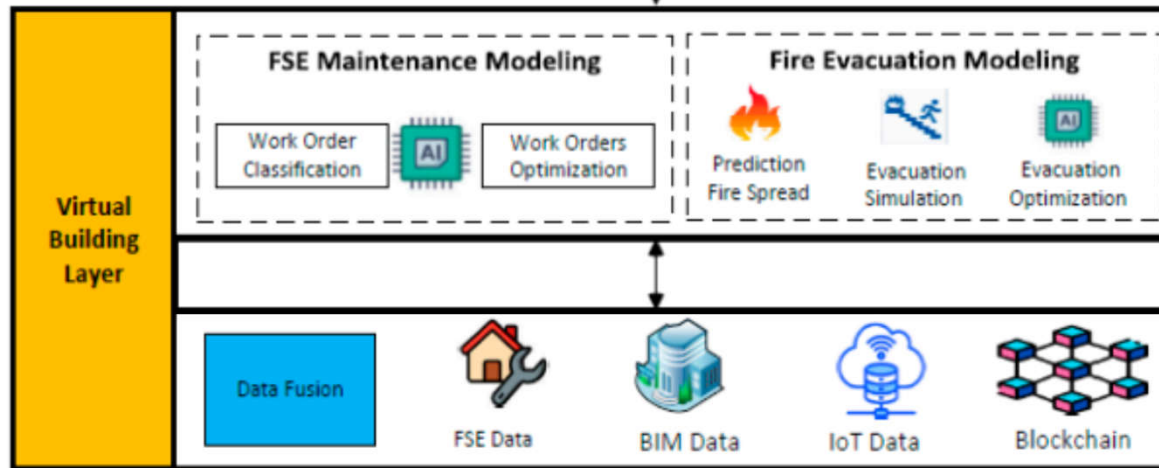 Virtual
Building
Layer
FSE Maintenance Modeling
Work Order
Classification
AI
Work Orders
Optimization
Fire Evacuation Modeling
Prediction
Fire Spread
Evacuation
Simulation
Evacuation
Optimization
Data Fusion
FSE Data
BIM Data
IoT Data
Blockchain